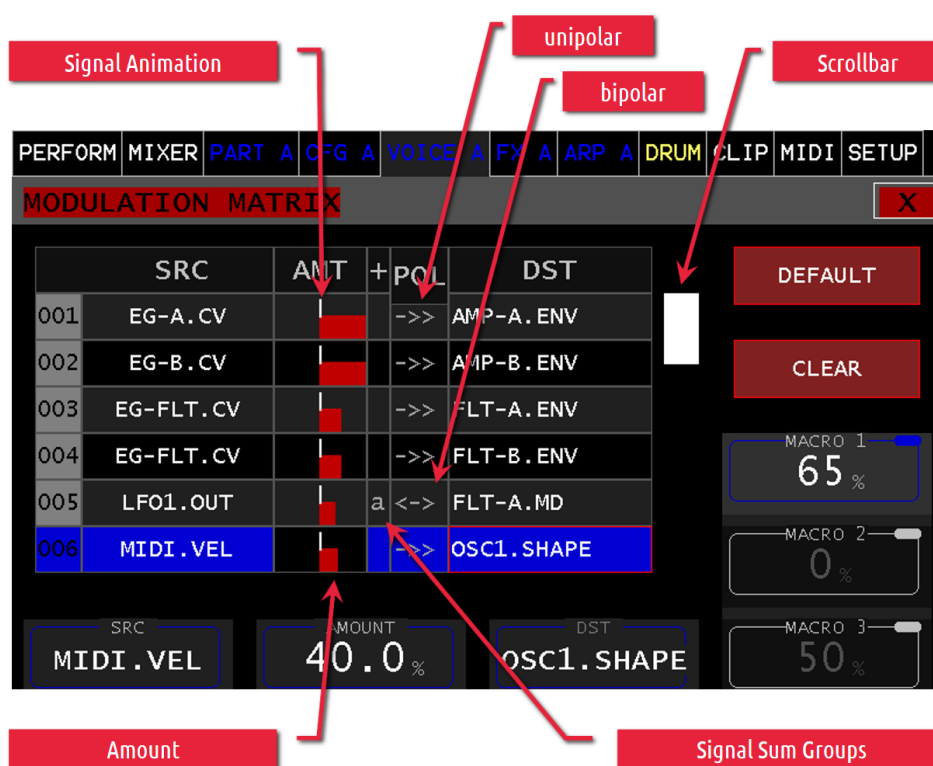 unipolar
Signal Animation
Scrollbar
bipolar
PERFORM MIXER PART A CFG A VOICE A FX A ARP A DRUM CLIP MIDI SETUP
MODULATION MATRIX X
SRC AMT + POL DST
DEFAULT
001 EG-A.CV ->> AMP-A.ENV
002 EG-B.CV ->> AMP-B.ENV
CLEAR
003 EG-FLT.CV ->> FLT-A.ENV
004 EG-FLT.CV ->> FLT-B.ENV
MACRO 1
65 %
005 LFO1.OUT a <-> FLT-A.MD
006 MIDI.VEL ->> OSC1.SHAPE
MACRO 2
0 %
SRC AMOUNT DST
MIDI.VEL 40.0 % OSC1.SHAPE
MACRO 3
50 %
Amount
Signal Sum Groups